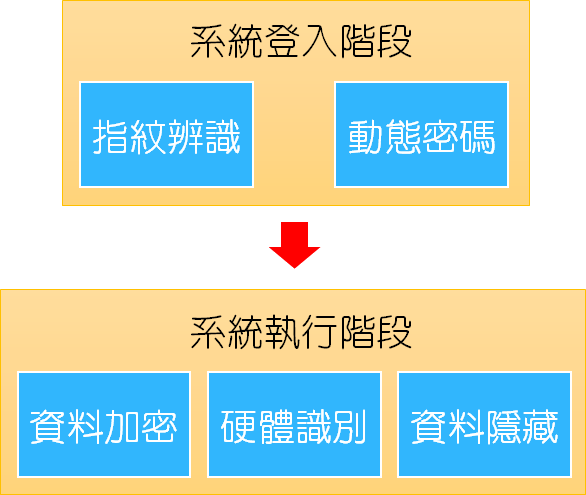 系統登入階段
指紋辨識
動態密碼
系統執行階段
資料加密
硬體識別
資料隱藏